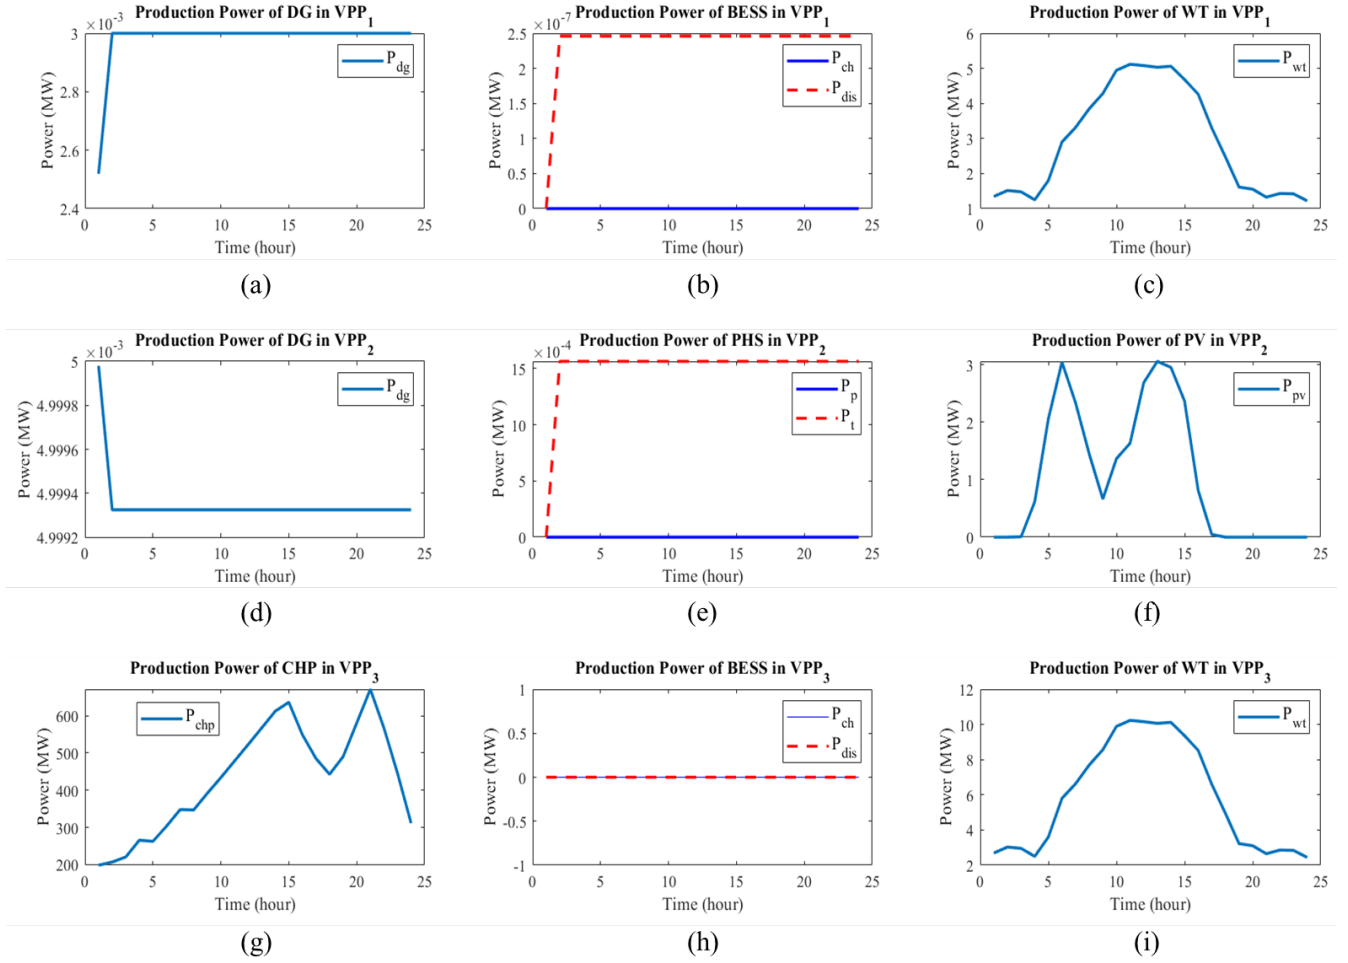 Production Power of DG in VPP1
×10-3
3
2.8
2.6
2.4
Power (MW)
Pdg
0 5 10 15 20 25
Time (hour)
(a)
Production Power of BESS in VPP1
×10-7
2.5
2
1.5
1
0.5
0
Power (MW)
Pch
Pdis
0 5 10 15 20 25
Time (hour)
(b)
Production Power of WT in VPP1
6
5
4
3
2
1
Power (MW)
Pwt
0 5 10 15 20 25
Time (hour)
(c)
Production Power of DG in VPP2
×10-3
5
4.9998
4.9996
4.9994
4.9992
Power (MW)
Pdg
0 5 10 15 20 25
Time (hour)
(d)
Production Power of PHS in VPP2
×10-4
15
10
5
0
Power (MW)
Pp
Pt
0 5 10 15 20 25
Time (hour)
(e)
Production Power of PV in VPP2
3
2
1
0
Power (MW)
Ppv
0 5 10 15 20 25
Time (hour)
(f)
Production Power of CHP in VPP3
600
500
400
300
200
Power (MW)
Pchp
0 5 10 15 20 25
Time (hour)
(g)
Production Power of BESS in VPP3
1
0.5
0
-0.5
-1
Power (MW)
Pch
Pdis
0 5 10 15 20 25
Time (hour)
(h)
Production Power of WT in VPP3
12
10
8
6
4
2
Power (MW)
Pwt
0 5 10 15 20 25
Time (hour)
(i)